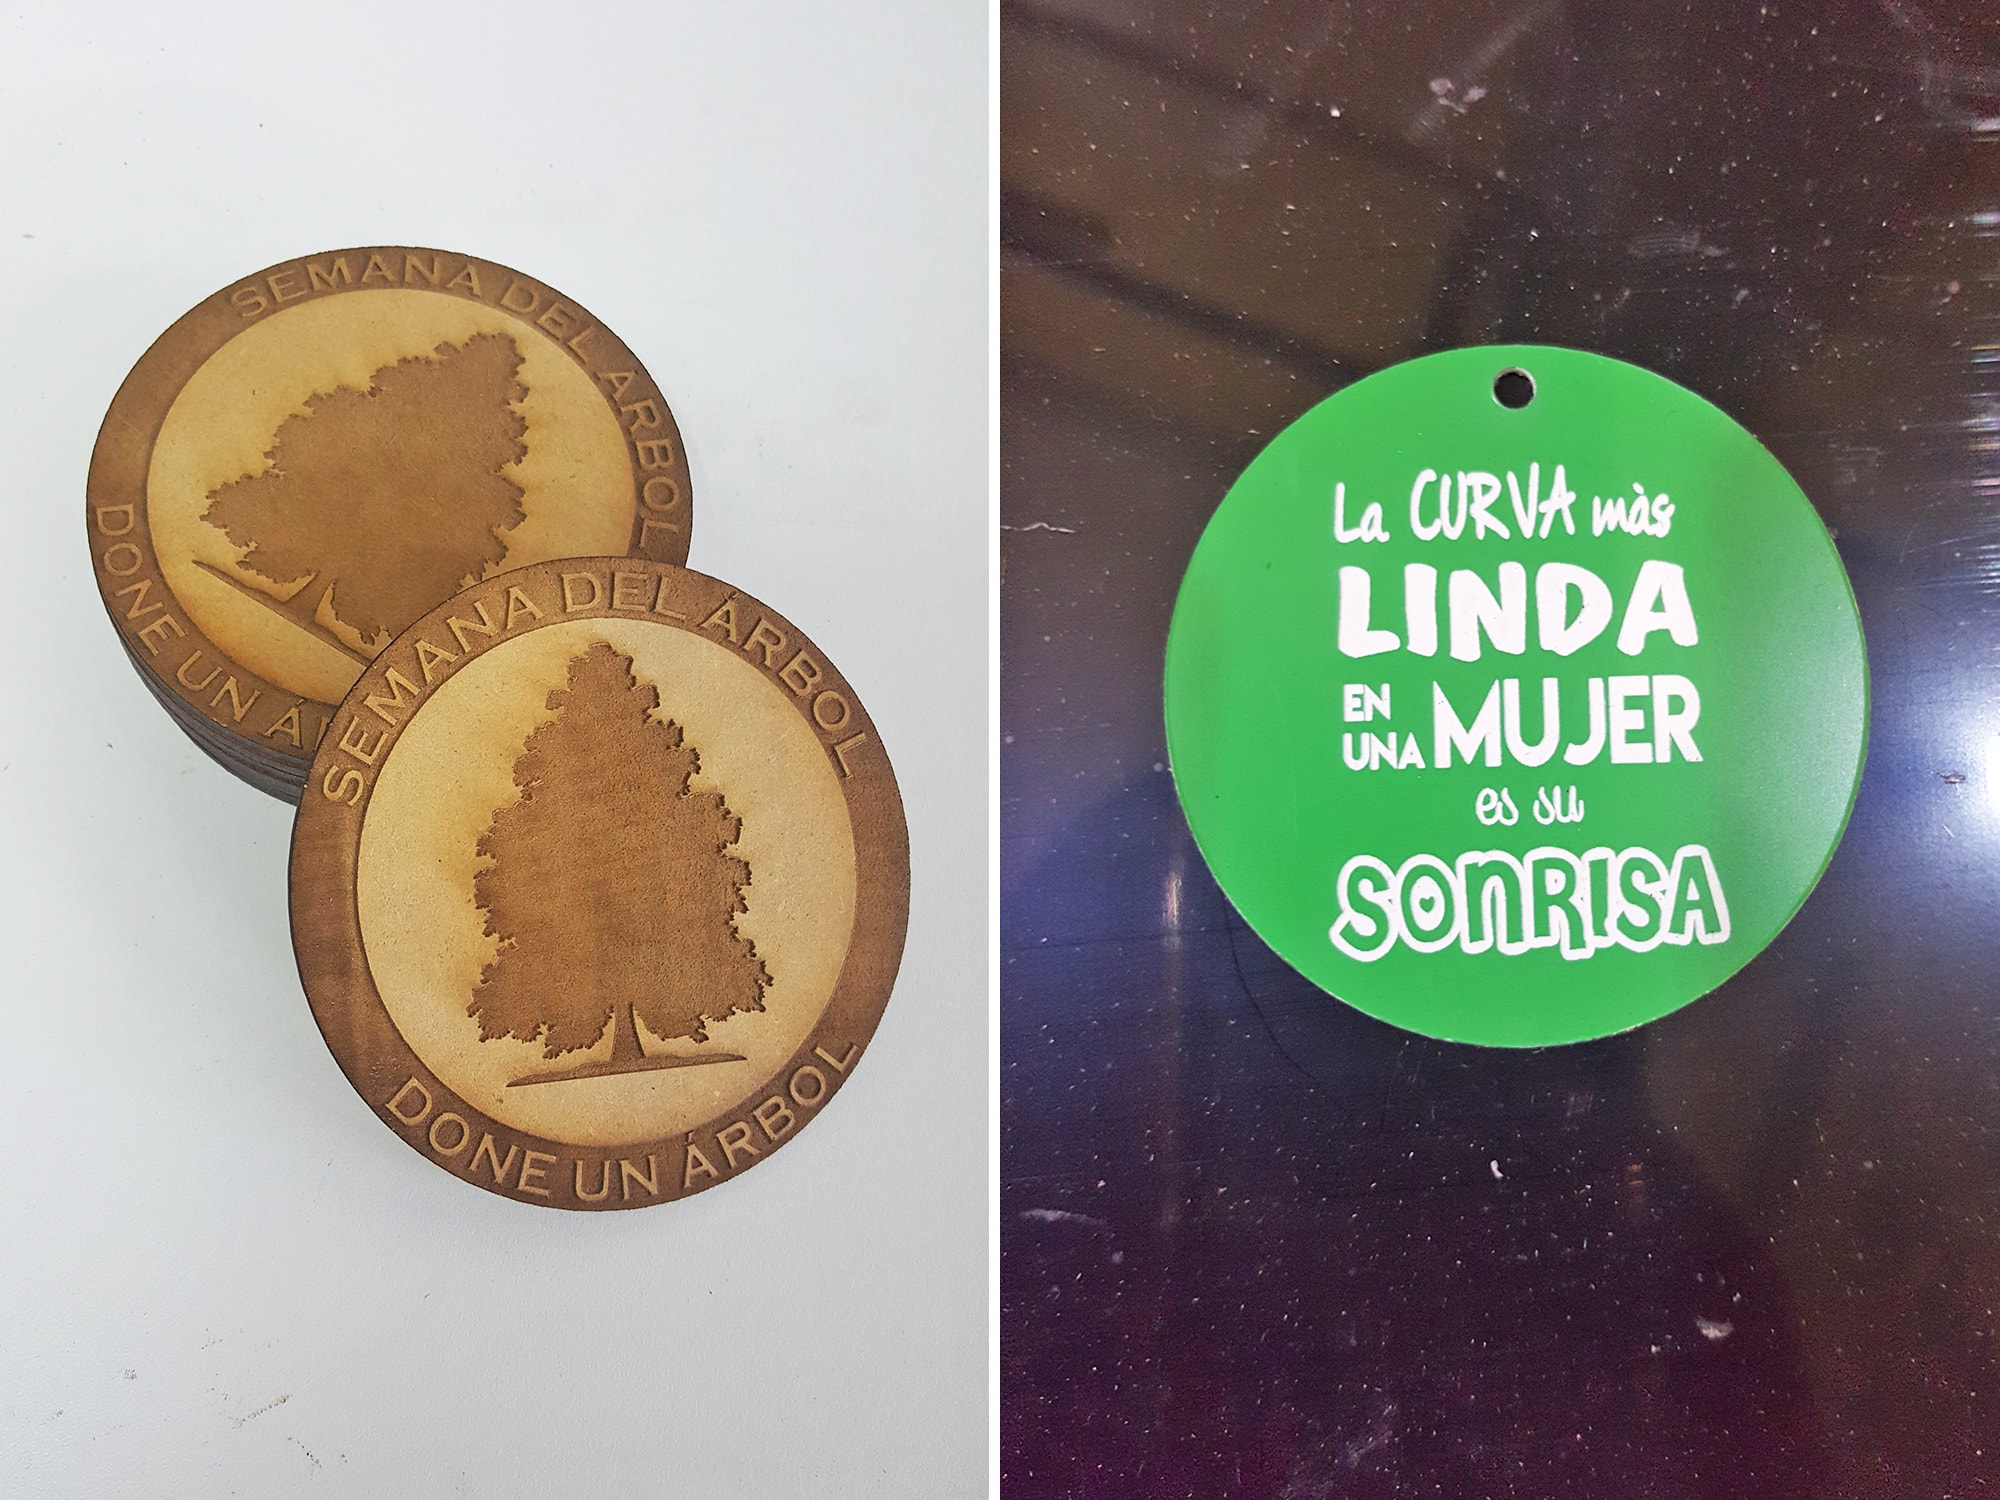 SEMANA DEL ARBOL
DONE UN Á
SEMANA DEL ÁRBOL
DONE UN ÁRBOL
La CURVA màs
LINDA
EN
UNA MUJER
es su
SONRISA